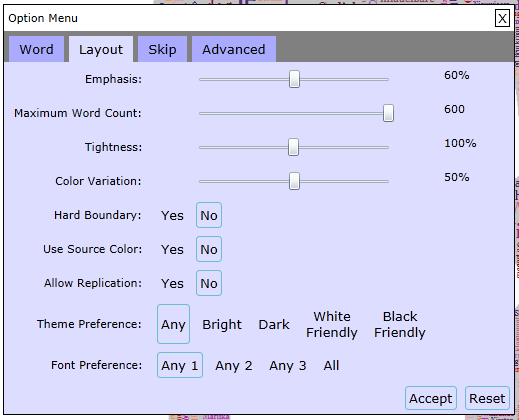 Option Menu X
Word Layout Skip Advanced
Emphasis: 60%
Maximum Word Count: 600
Tightness: 100%
Color Variation: 50%
Hard Boundary: Yes No
Use Source Color: Yes No
Allow Replication: Yes No
Theme Preference: Any Bright Dark White Friendly Black Friendly
Font Preference: Any 1 Any 2 Any 3 All
Accept Reset